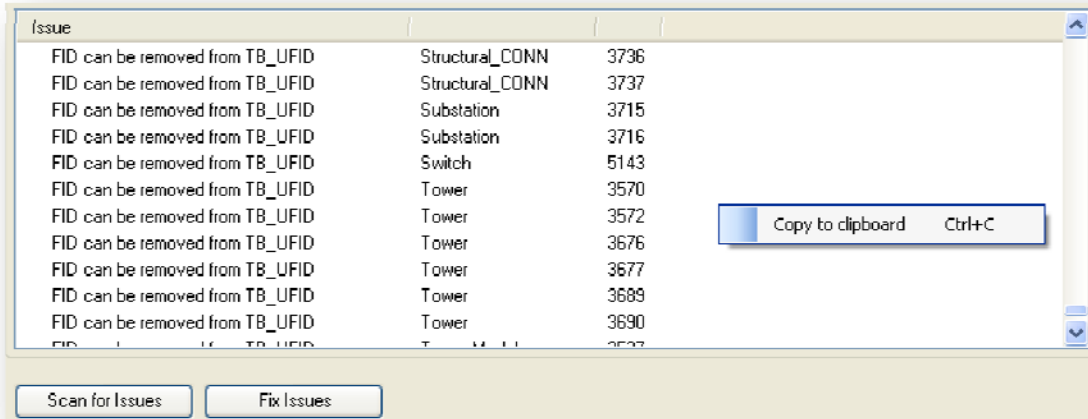 Issue
FID can be removed from TB_UFID Structural_CONN 3736
FID can be removed from TB_UFID Structural_CONN 3737
FID can be removed from TB_UFID Substation 3715
FID can be removed from TB_UFID Substation 3716
FID can be removed from TB_UFID Switch 5143
FID can be removed from TB_UFID Tower 3570
FID can be removed from TB_UFID Tower 3572
Copy to clipboard Ctrl+C
FID can be removed from TB_UFID Tower 3676
FID can be removed from TB_UFID Tower 3677
FID can be removed from TB_UFID Tower 3689
FID can be removed from TB_UFID Tower 3690
Scan for Issues Fix Issues